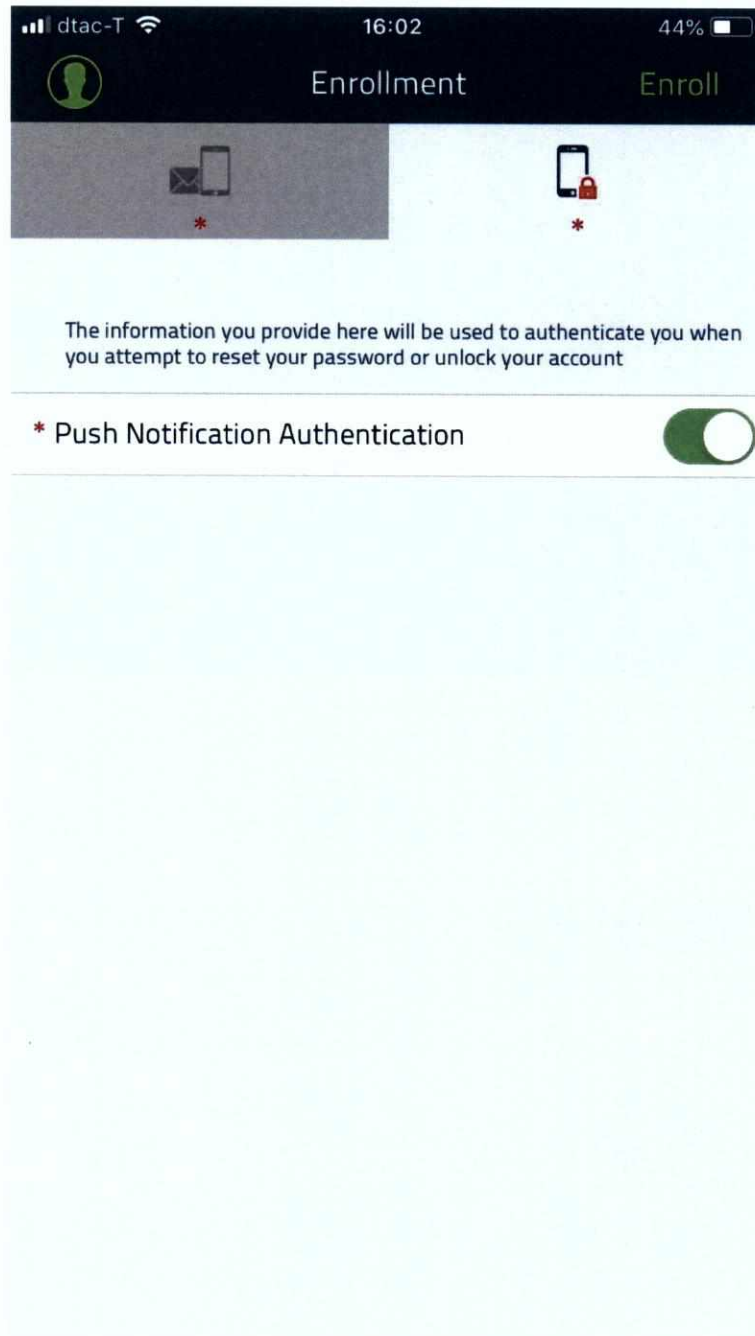 dtac-T 16:02 44%
Enrollment Enroll
*
*
The information you provide here will be used to authenticate you when
you attempt to reset your password or unlock your account
* Push Notification Authentication